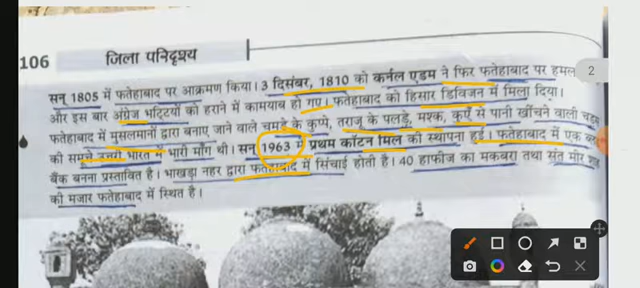 106 जिला परिदृश्य
सन् 1805 में फतेहाबाद पर आक्रमण किया। 3 दिसंबर, 1810 को कर्नल एडम ने फिर फतेहाबाद पर हमल
और इस बार अंग्रेज भट्टियों को हराने में कामयाब हो गए। फतेहाबाद को हिसार डिविजन में मिला दिया।
फतेहाबाद में मुसलमानों द्वारा बनाए जाने वाले चमड़े के कुप्पे, तराजू के पलड़े, मश्क, कुएँ से पानी खींचने वाली चड़स
की समूचे उत्तरी भारत में भारी माँग थी। सन् 1963 में प्रथम कॉटन मिल की स्थापना हुई। फतेहाबाद में एक
बैंक बनना प्रस्तावित है। भाखड़ा नहर द्वारा फतेहाबाद में सिंचाई होती है। 40 हाफीज का मकबरा तथा संत मीर शाह
की मजार फतेहाबाद में स्थित है।
2